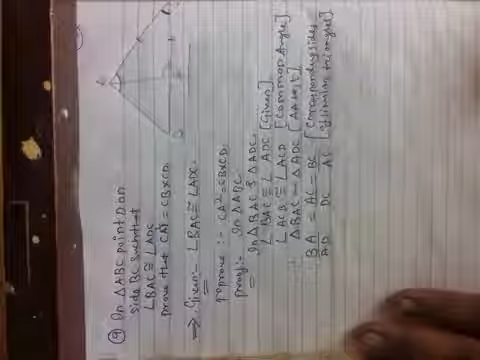 (9) In △ABC point D on
side BC such that
∠BAC ≅ ∠ADC
prove that CA² = CB×CD
→ Given:- ∠BAC ≅ ∠ADC.
To prove :- CA² = CB×CD.
proof:- In △ABC.
In △BAC & △ADC.
∠BAC ≅ ∠ADC [Given]
∠ACB ≅ ∠ACD [common Angle]
△BAC ~ △ADC [AA test]
BA/AD = AC/DC = BC/AC [corresponding sides
of similar triangles]